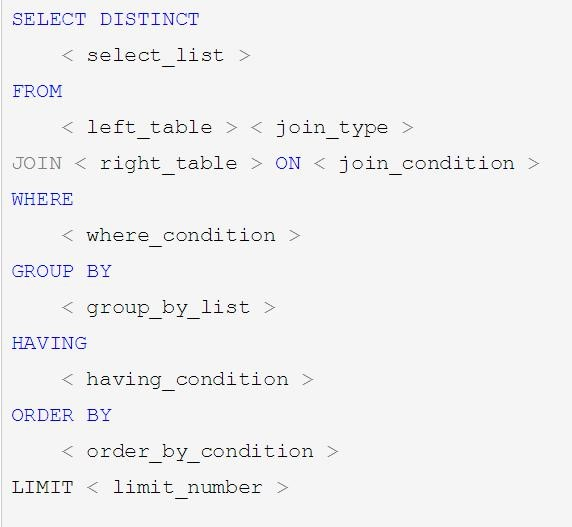 SELECT DISTINCT
< select_list >
FROM
< left_table > < join_type >
JOIN < right_table > ON < join_condition >
WHERE
< where_condition >
GROUP BY
< group_by_list >
HAVING
< having_condition >
ORDER BY
< order_by_condition >
LIMIT < limit_number >